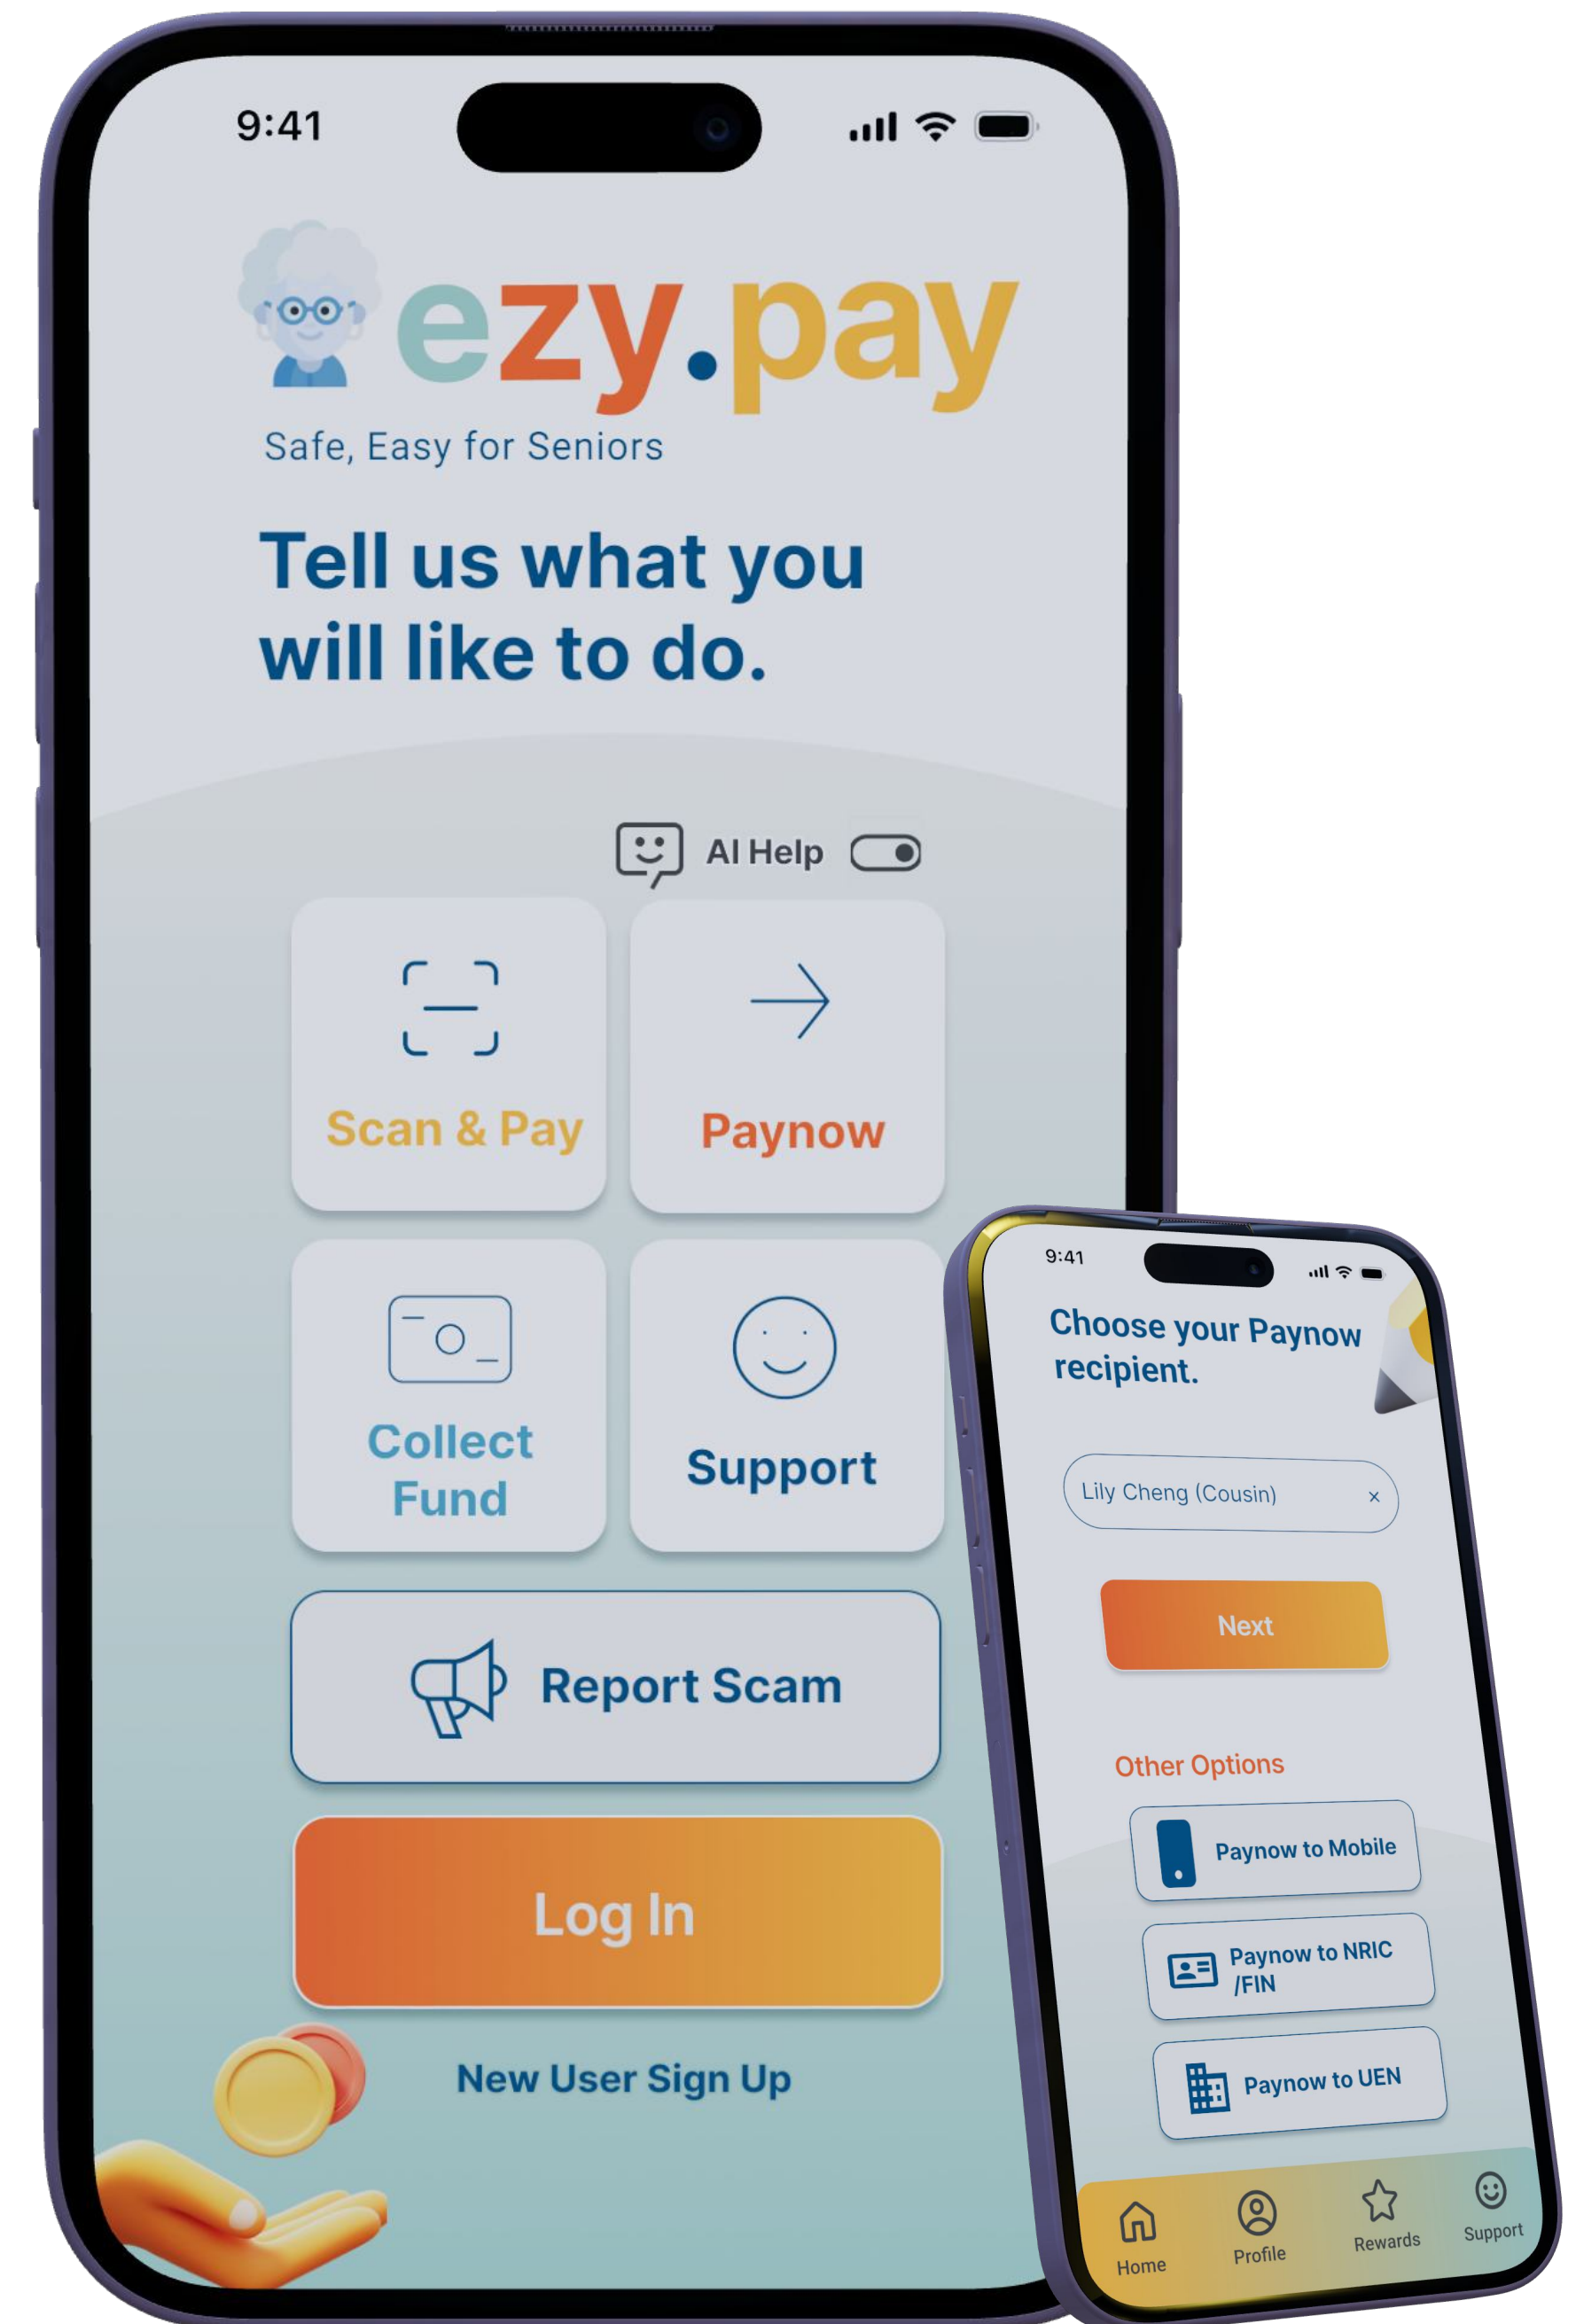 9:41
ezy.pay
Safe, Easy for Seniors
Tell us what you
will like to do.
AI Help
Scan & Pay
Paynow
Collect
Fund
Support
Report Scam
Log In
New User Sign Up
9:41
Choose your Paynow
recipient.
Lily Cheng (Cousin) ×
Next
Other Options
Paynow to Mobile
Paynow to NRIC
/FIN
Paynow to UEN
Home
Profile
Rewards
Support